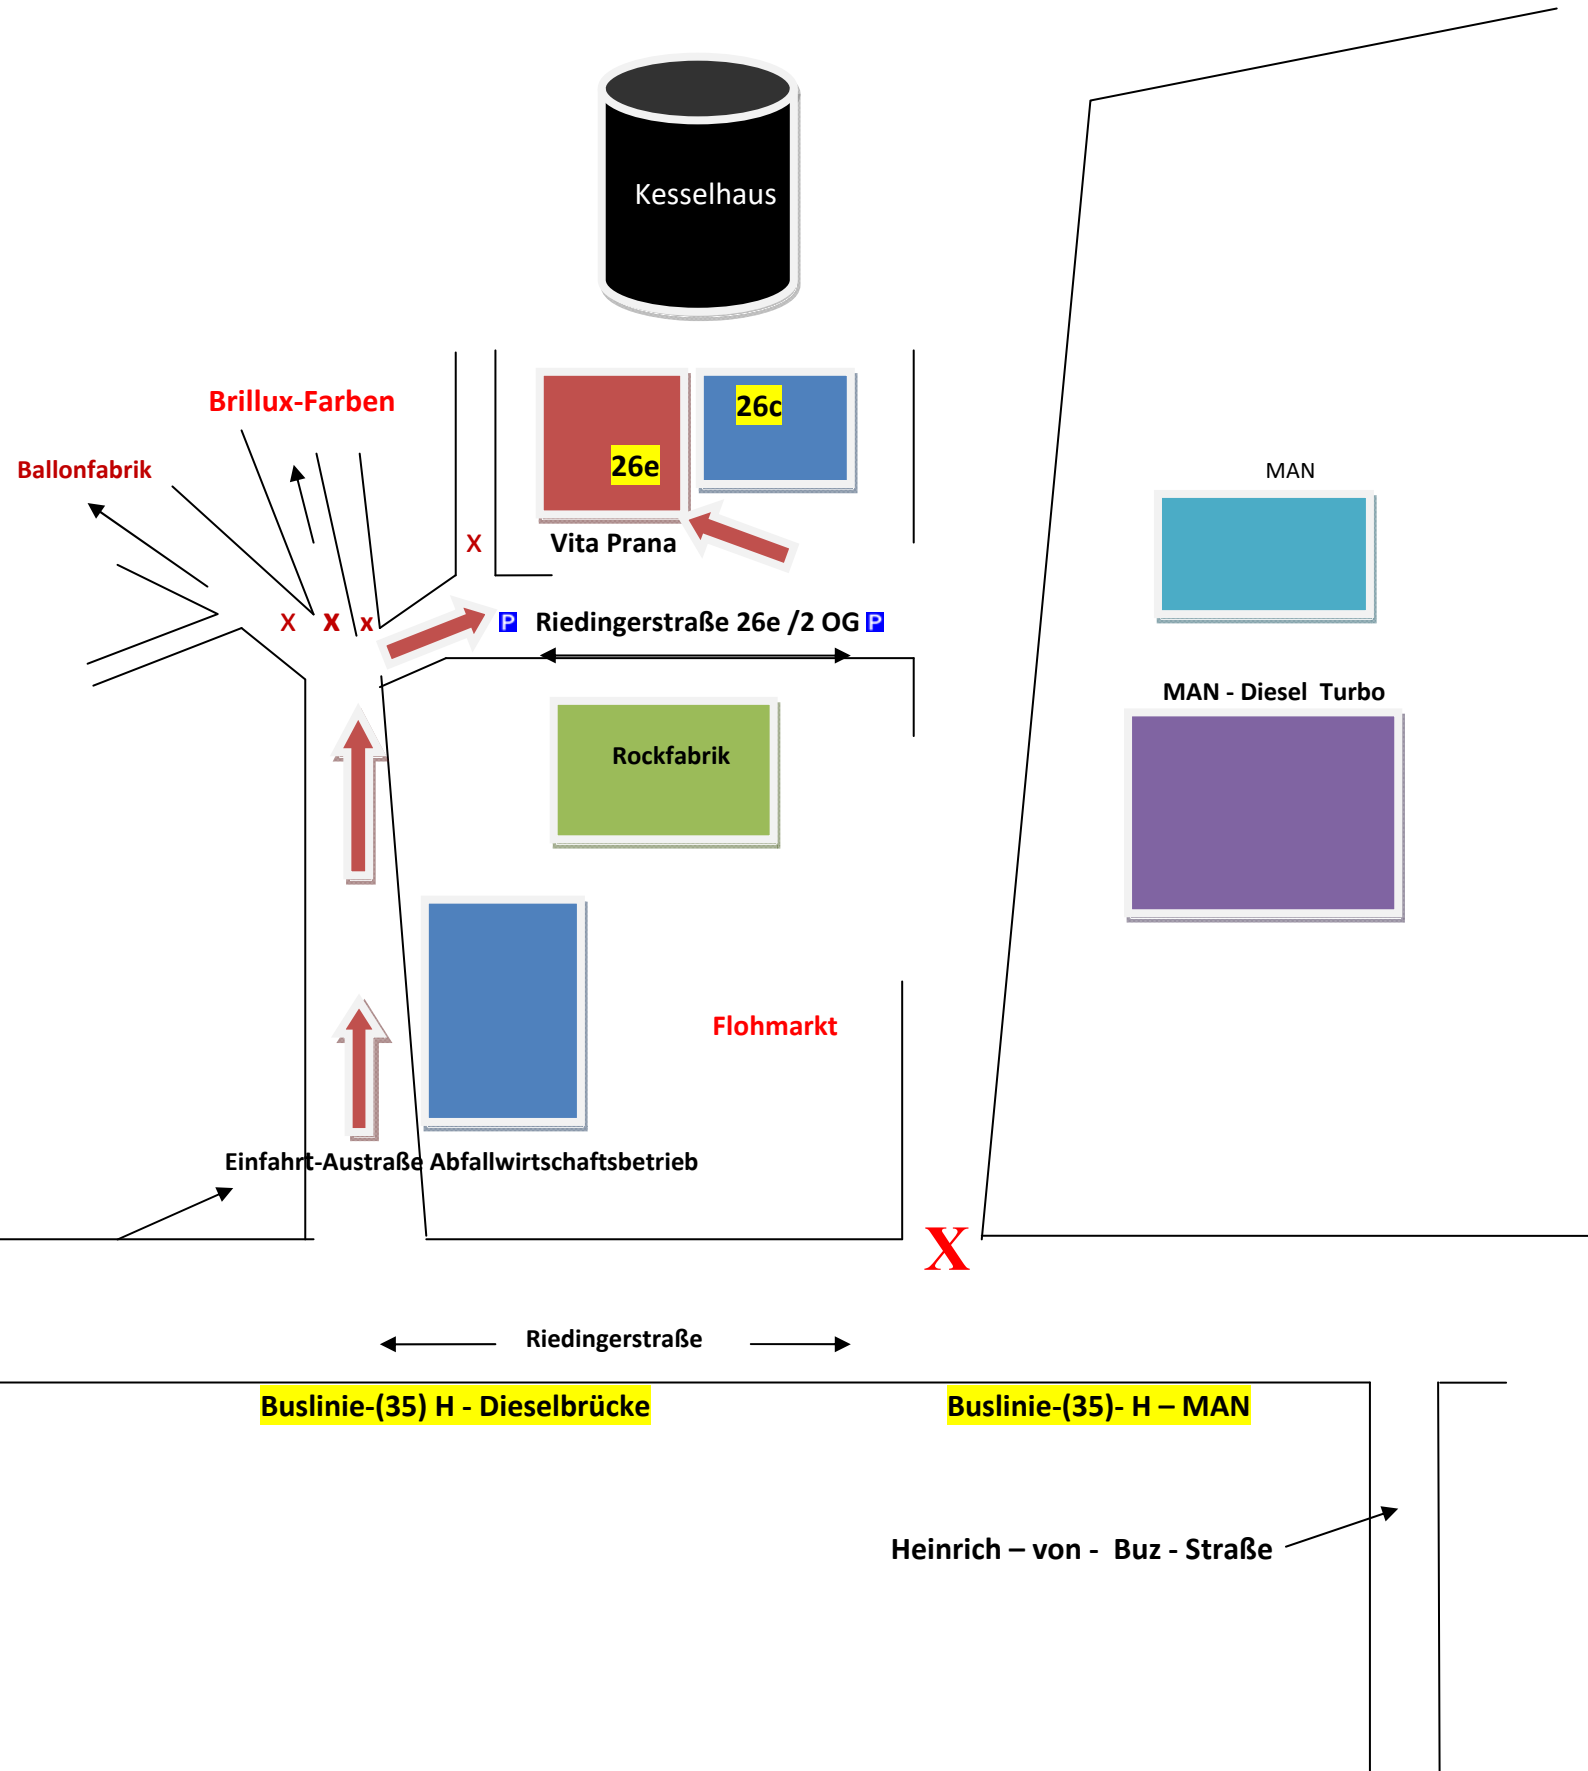 Kesselhaus
Brillux-Farben
26c
26e
Ballonfabrik
MAN
X
Vita Prana
X X x
P Riedingerstraße 26e /2 OG P
MAN - Diesel Turbo
Rockfabrik
Flohmarkt
Einfahrt-Austraße Abfallwirtschaftsbetrieb
X
Riedingerstraße
Buslinie-(35) H - Dieselbrücke
Buslinie-(35)- H – MAN
Heinrich – von - Buz - Straße